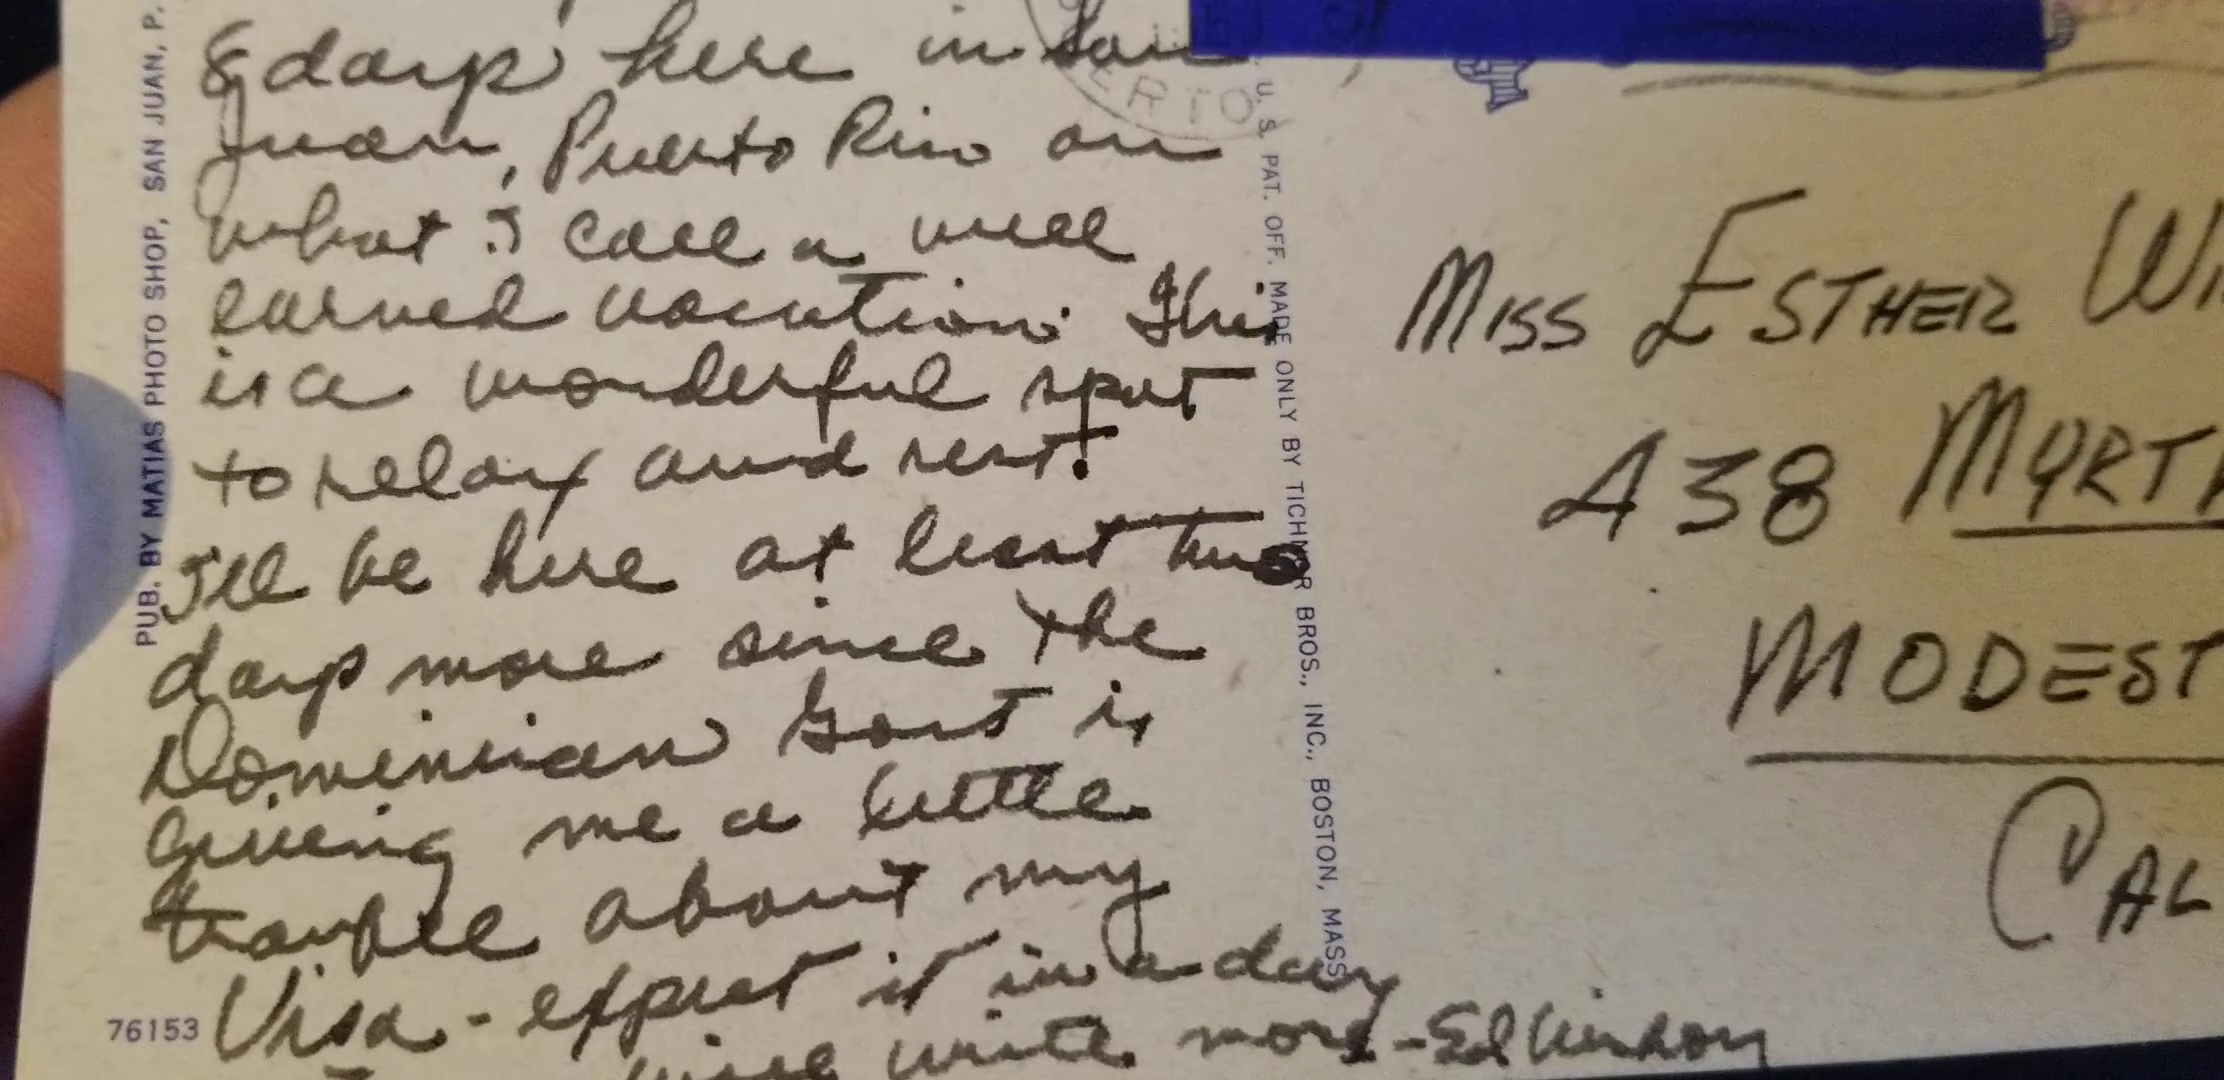 8 days here in San
Juan, Puerto Rico on
what I call a well
earned vacation. This
is a wonderful spot
to relax and rest!
I'll be here at least two
days more since the
Dominican Govt is
giving me a little
trouble about my
Visa - expect it in a day
will write more - Ed
PUB. BY MATIAS PHOTO SHOP, SAN JUAN, P.
76153
U. S. PAT. OFF. MADE ONLY BY TICHNOR BROS., INC., BOSTON, MASS.
ERTO
MISS ESTHER WI
438 MYRT
MODEST
CAL